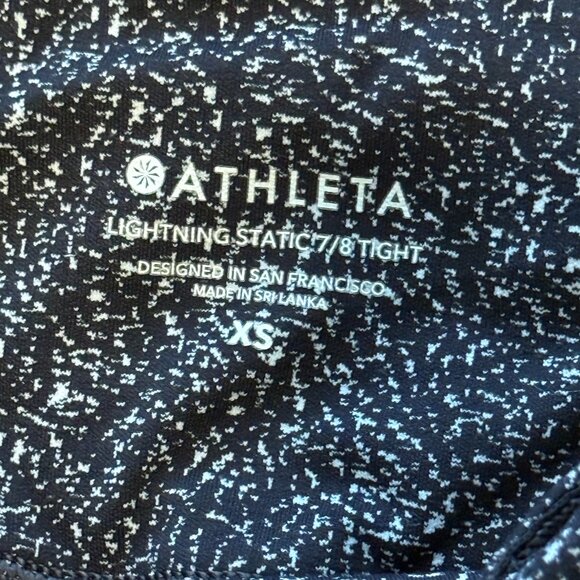 ATHLETA
LIGHTNING STATIC 7/8 TIGHT
DESIGNED IN SAN FRANCISCO
MADE IN SRI LANKA
XS